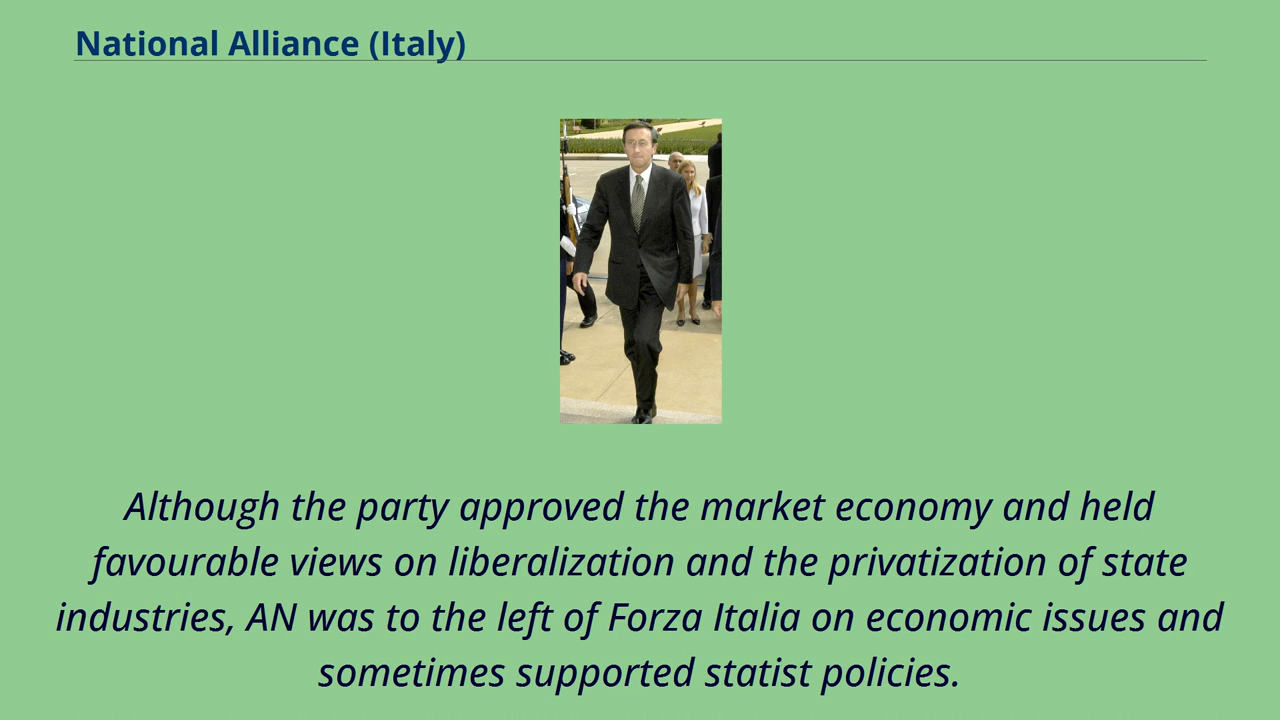 National Alliance (Italy)
Although the party approved the market economy and held
favourable views on liberalization and the privatization of state
industries, AN was to the left of Forza Italia on economic issues and
sometimes supported statist policies.